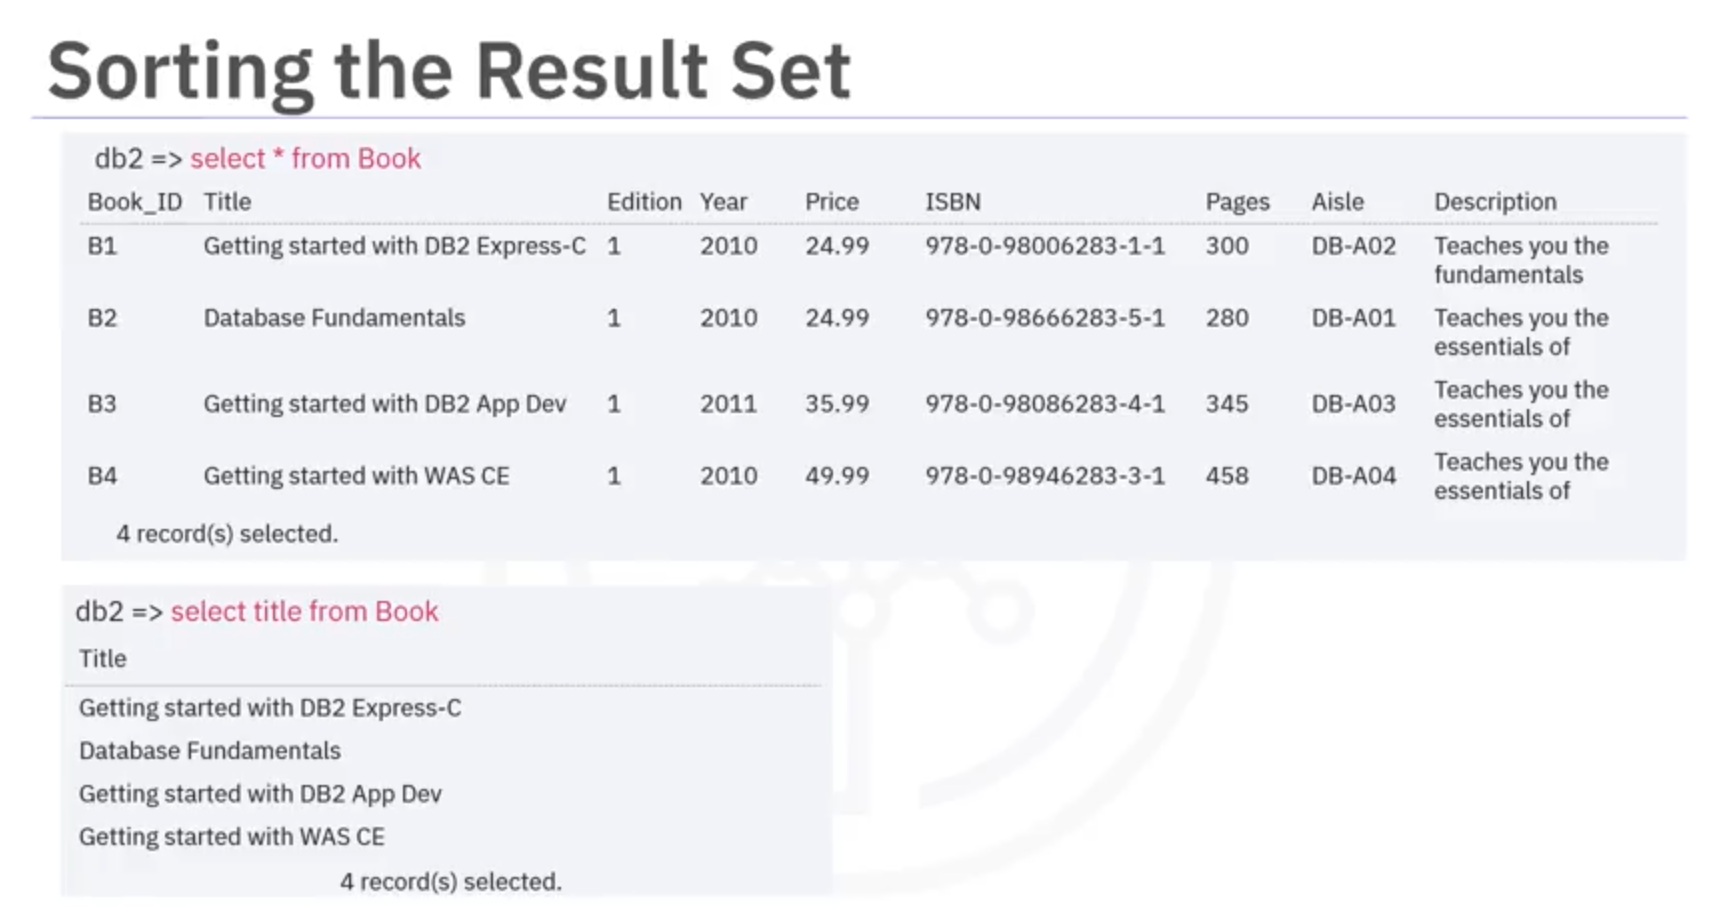 Sorting the Result Set
db2 => select * from Book
Book_ID Title Edition Year Price ISBN Pages Aisle Description
B1 Getting started with DB2 Express-C 1 2010 24.99 978-0-98006283-1-1 300 DB-A02 Teaches you the
fundamentals
B2 Database Fundamentals 1 2010 24.99 978-0-98666283-5-1 280 DB-A01 Teaches you the
essentials of
B3 Getting started with DB2 App Dev 1 2011 35.99 978-0-98086283-4-1 345 DB-A03 Teaches you the
essentials of
B4 Getting started with WAS CE 1 2010 49.99 978-0-98946283-3-1 458 DB-A04 Teaches you the
essentials of
4 record(s) selected.
db2 => select title from Book
Title
Getting started with DB2 Express-C
Database Fundamentals
Getting started with DB2 App Dev
Getting started with WAS CE
4 record(s) selected.